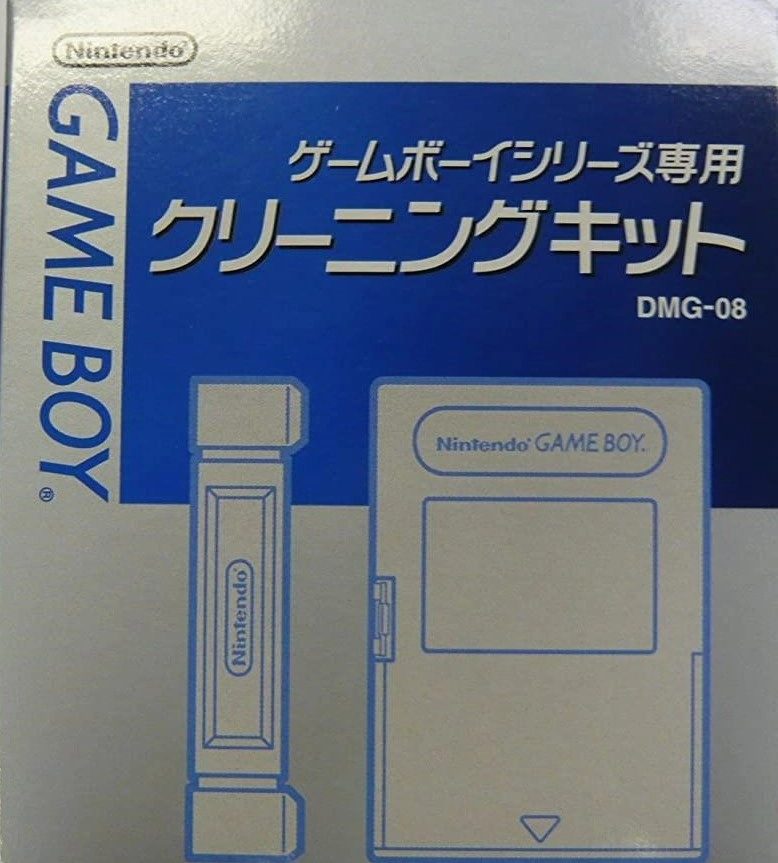 Nintendo®
GAME BOY®
ゲームボーイシリーズ専用
クリーニングキット
DMG-08
Nintendo®
Nintendo® GAME BOY™